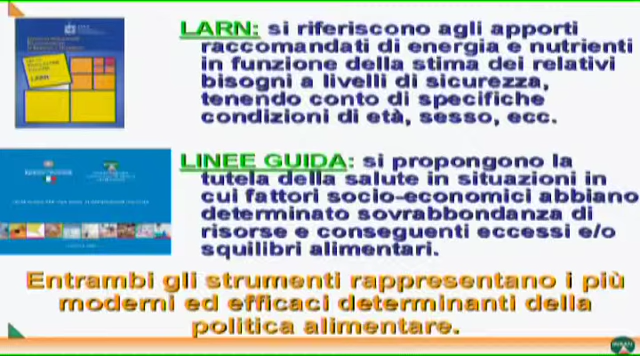 LARN: si riferiscono agli apporti
raccomandati di energia e nutrienti
in funzione della stima dei relativi
bisogni a livelli di sicurezza,
tenendo conto di specifiche
condizioni di età, sesso, ecc.
LARN
LINEE GUIDA: si propongono la
tutela della salute in situazioni in
cui fattori socio-economici abbiano
determinato sovrabbondanza di
risorse e conseguenti eccessi e/o
squilibri alimentari.
Entrambi gli strumenti rappresentano i più
moderni ed efficaci determinanti della
politica alimentare.